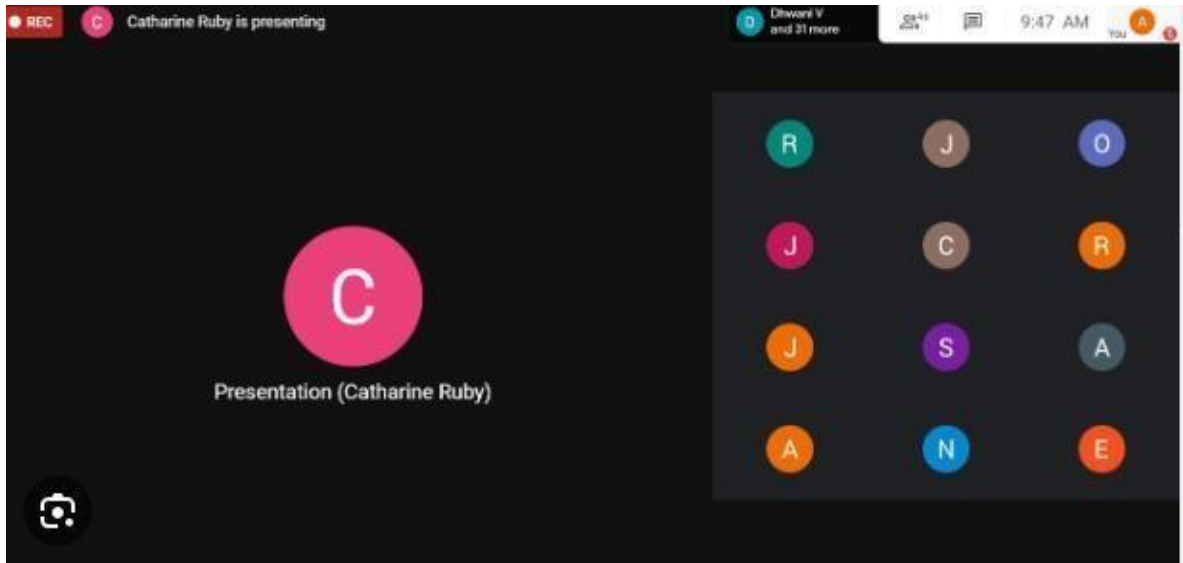 REC
C
Catharine Ruby is presenting
D
Dhwani V
and 31 more
9:47 AM
You
A
R
J
O
J
C
R
J
S
A
A
N
E
C
Presentation (Catharine Ruby)